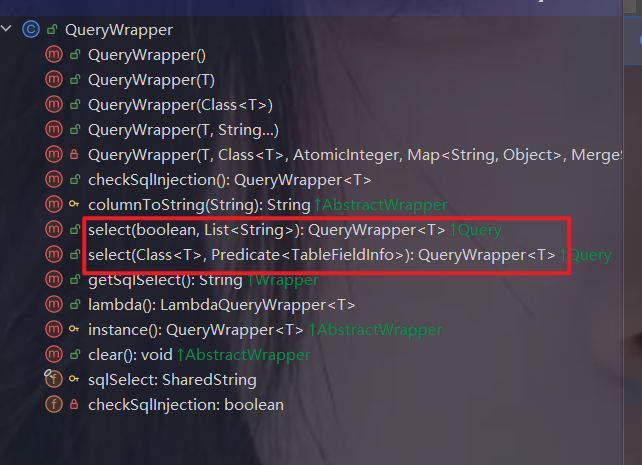 QueryWrapper
QueryWrapper()
QueryWrapper(T)
QueryWrapper(Class<T>)
QueryWrapper(T, String...)
QueryWrapper(T, Class<T>, AtomicInteger, Map<String, Object>, MergeS
checkSqlInjection(): QueryWrapper<T>
columnToString(String): String ↑AbstractWrapper
select(boolean, List<String>): QueryWrapper<T> ↑Query
select(Class<T>, Predicate<TableFieldInfo>): QueryWrapper<T> ↑Query
getSqlSelect(): String ↑Wrapper
lambda(): LambdaQueryWrapper<T>
instance(): QueryWrapper<T> ↑AbstractWrapper
clear(): void ↑AbstractWrapper
sqlSelect: SharedString
checkSqlInjection: boolean